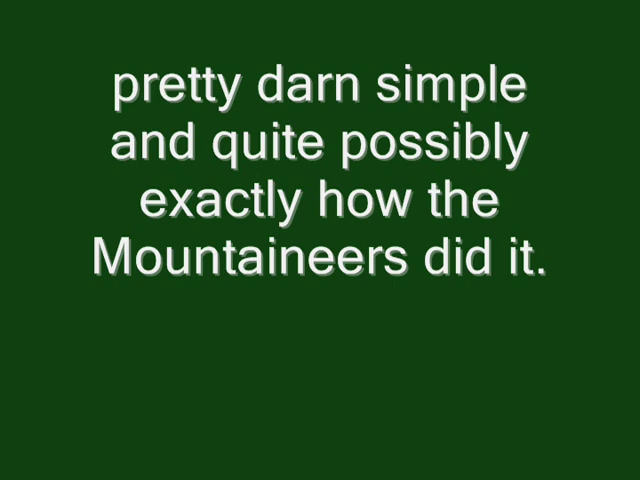 pretty darn simple
and quite possibly
exactly how the
Mountaineers did it.